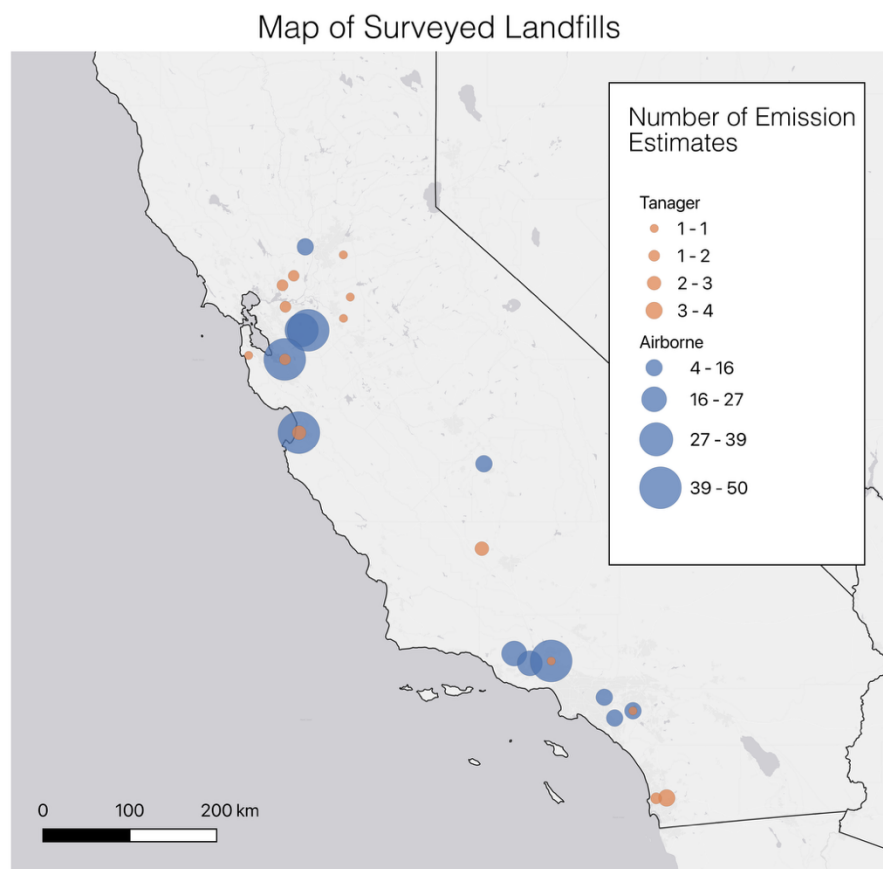 Map of Surveyed Landfills
Number of Emission
Estimates
Tanager
1 - 1
1 - 2
2 - 3
3 - 4
Airborne
4 - 16
16 - 27
27 - 39
39 - 50
0 100 200 km